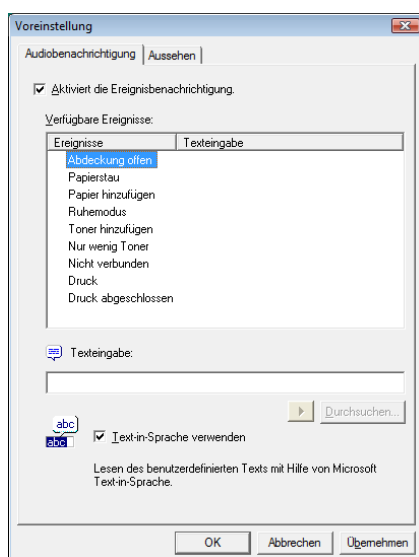 Voreinstellung
Audiobenachrichtigung Aussehen
Aktiviert die Ereignisbenachrichtigung.
Verfügbare Ereignisse:
Ereignisse Texteingabe
Abdeckung offen
Papierstau
Papier hinzufügen
Ruhemodus
Toner hinzufügen
Nur wenig Toner
Nicht verbunden
Druck
Druck abgeschlossen
Texteingabe:
Durchsuchen...
abc
abc
Text-in-Sprache verwenden
Lesen des benutzerdefinierten Texts mit Hilfe von Microsoft
Text-in-Sprache.
OK Abbrechen Übernehmen